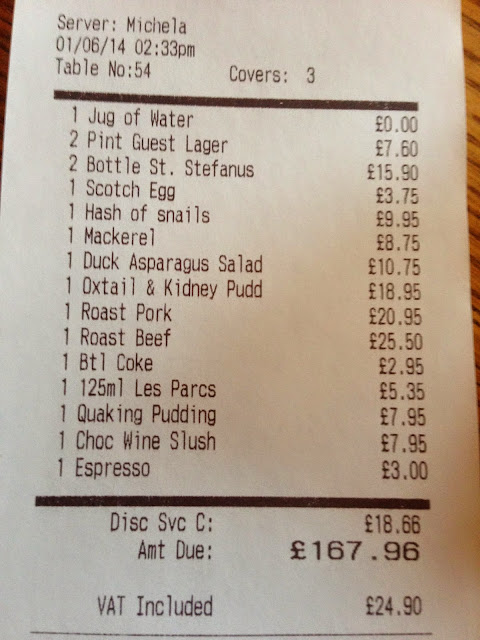 Server: Michela
01/06/14 02:33pm
Table No:54 Covers: 3
1 Jug of Water £0.00
2 Pint Guest Lager £7.60
2 Bottle St. Stefanus £15.90
1 Scotch Egg £3.75
1 Hash of snails £9.95
1 Mackerel £8.75
1 Duck Asparagus Salad £10.75
1 Oxtail & Kidney Pudd £18.95
1 Roast Pork £20.95
1 Roast Beef £25.50
1 Btl Coke £2.95
1 125ml Les Parcs £5.35
1 Quaking Pudding £7.95
1 Choc Wine Slush £7.95
1 Espresso £3.00
Disc Svc C: £18.66
Amt Due: £167.96
VAT Included £24.90